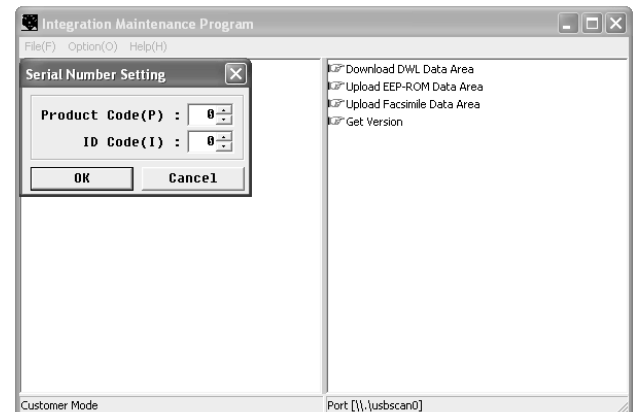 Integration Maintenance Program
File(F) Option(O) Help(H)
Serial Number Setting
Product Code(P) : 0
ID Code(I) : 0
OK Cancel
Download DWL Data Area
Upload EEP-ROM Data Area
Upload Facsimile Data Area
Get Version
Customer Mode
Port [\\.\usbscan0]